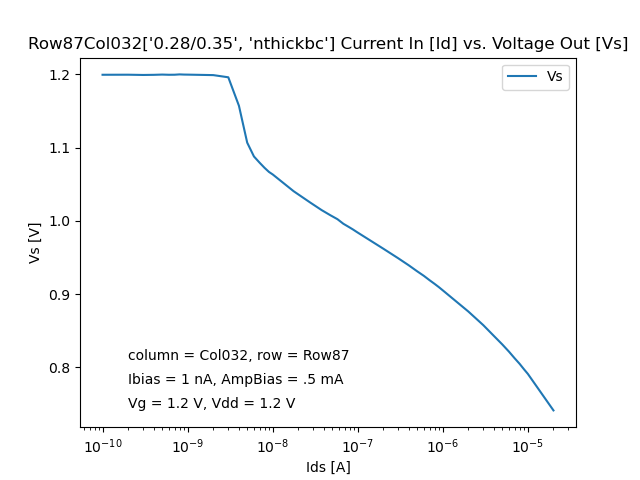 Row87Col032['0.28/0.35', 'nthickbc'] Current In [Id] vs. Voltage Out [Vs]
Vs
1.2
1.1
1.0
0.9
0.8
Vs [V]
column = Col032, row = Row87
Ibias = 1 nA, AmpBias = .5 mA
Vg = 1.2 V, Vdd = 1.2 V
10⁻¹⁰ 10⁻⁹ 10⁻⁸ 10⁻⁷ 10⁻⁶ 10⁻⁵
Ids [A]